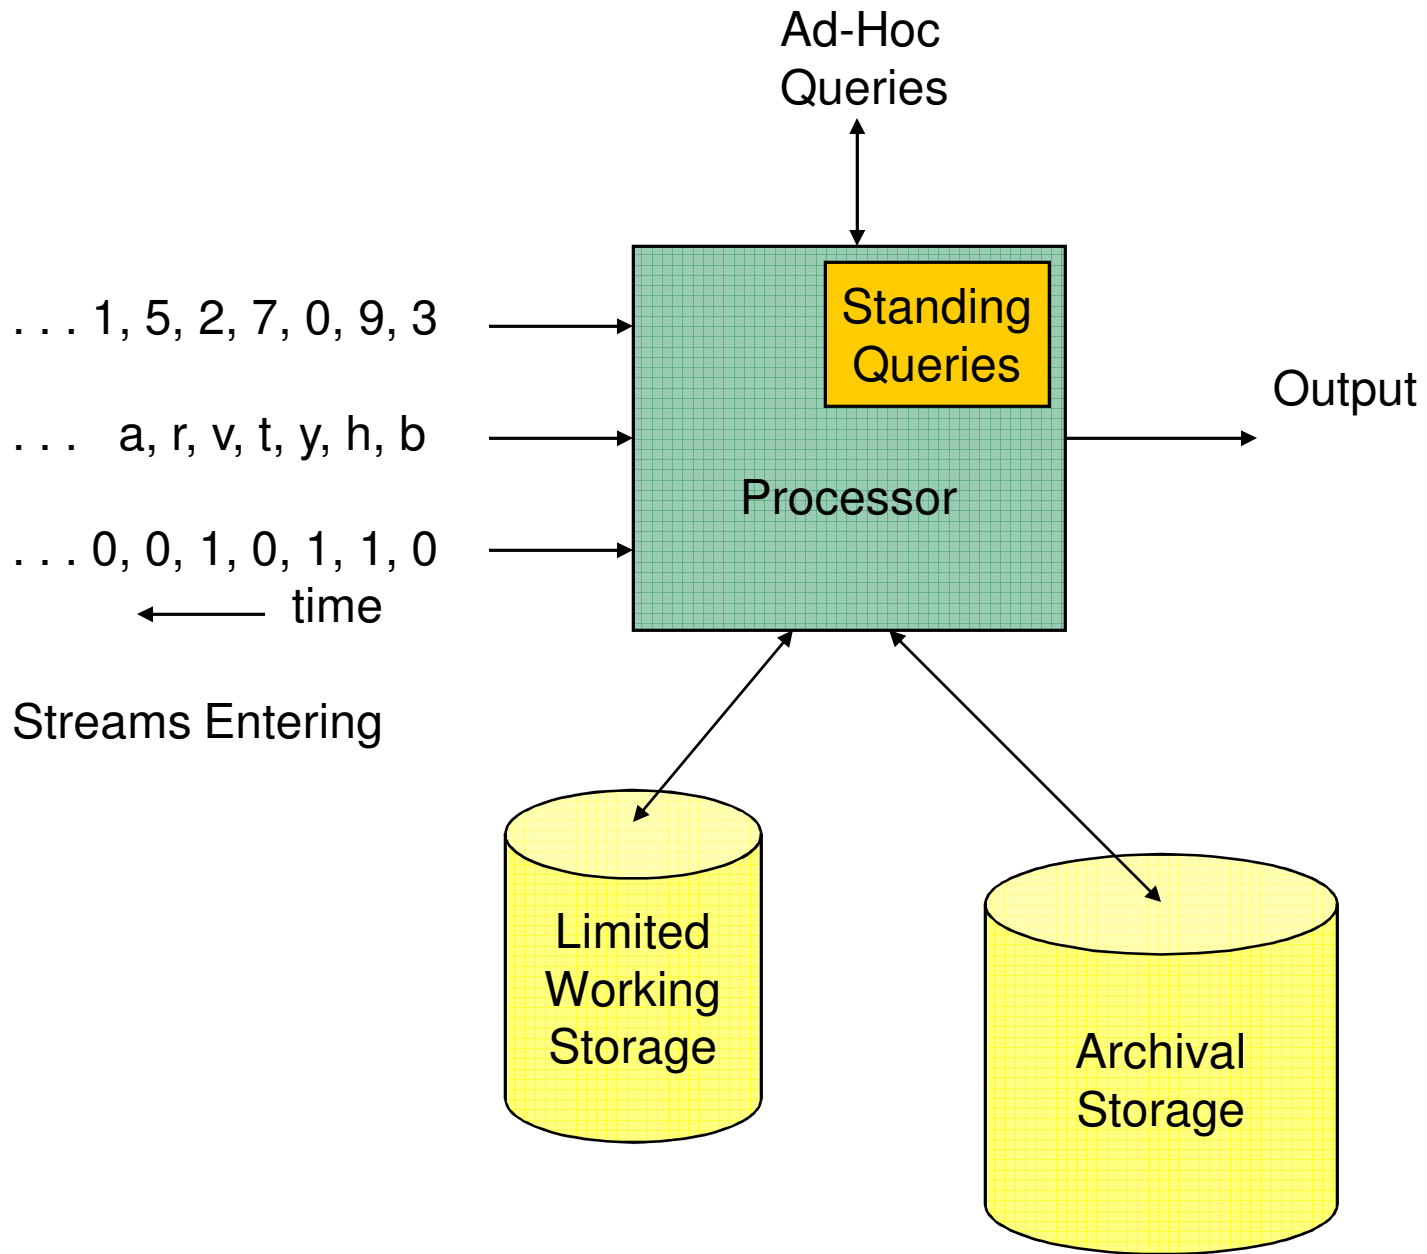 Ad-Hoc
Queries
. . . 1, 5, 2, 7, 0, 9, 3
Standing
Queries
Output
. . . a, r, v, t, y, h, b
Processor
. . . 0, 0, 1, 0, 1, 1, 0
time
Streams Entering
Limited
Working
Storage
Archival
Storage